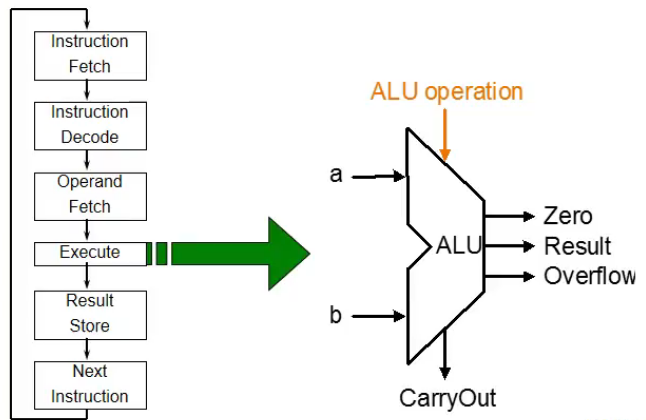 Instruction
Fetch
Instruction
Decode
Operand
Fetch
Execute
Result
Store
Next
Instruction
ALU operation
a
b
ALU
Zero
Result
Overflow
CarryOut